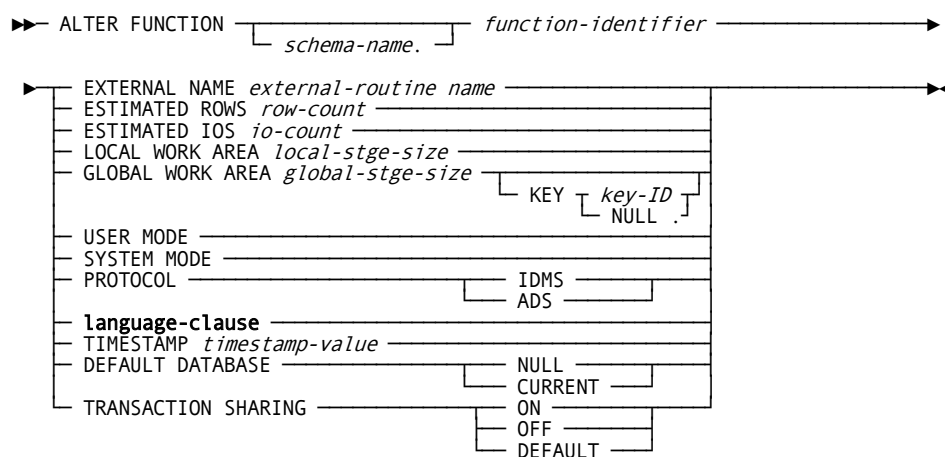 ALTER FUNCTION function-identifier
schema-name.
EXTERNAL NAME external-routine name
ESTIMATED ROWS row-count
ESTIMATED IOS io-count
LOCAL WORK AREA local-stge-size
GLOBAL WORK AREA global-stge-size
KEY key-ID
NULL .
USER MODE
SYSTEM MODE
PROTOCOL IDMS
ADS
language-clause
TIMESTAMP timestamp-value
DEFAULT DATABASE NULL
CURRENT
TRANSACTION SHARING ON
OFF
DEFAULT